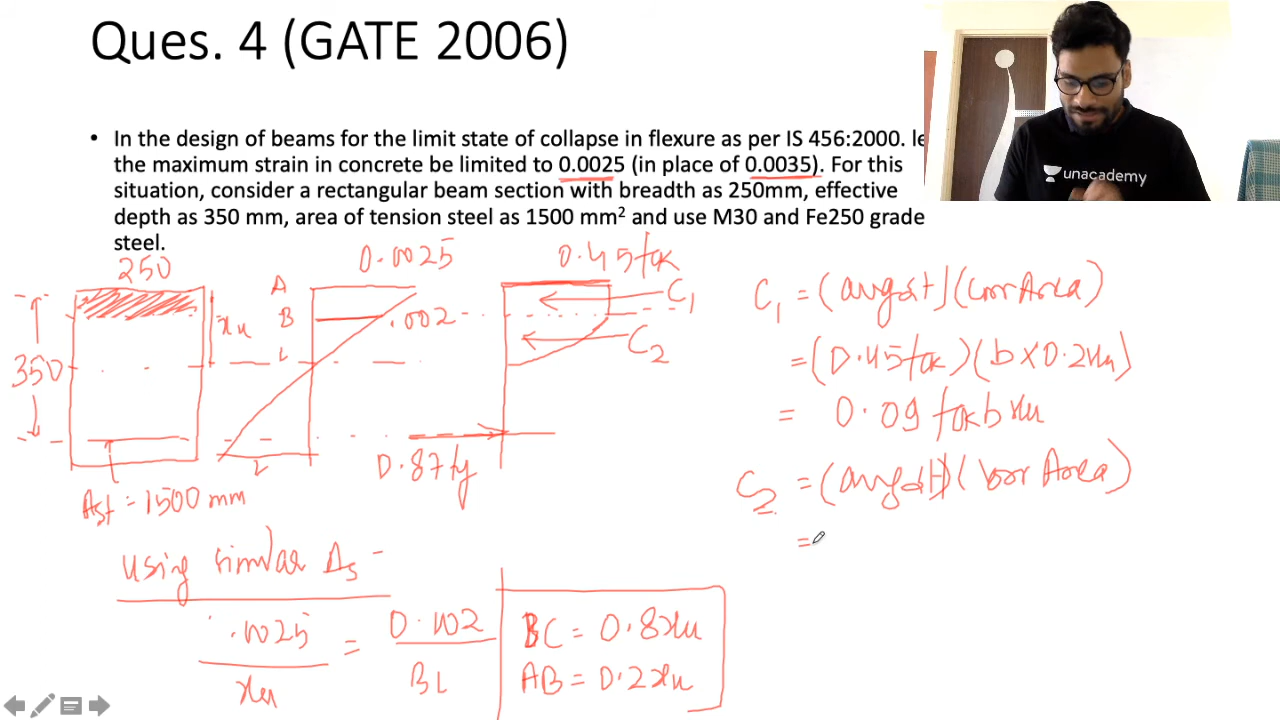 Ques. 4 (GATE 2006)
• In the design of beams for the limit state of collapse in flexure as per IS 456:2000. le
the maximum strain in concrete be limited to 0.0025 (in place of 0.0035). For this
situation, consider a rectangular beam section with breadth as 250mm, effective
depth as 350 mm, area of tension steel as 1500 mm² and use M30 and Fe250 grade
steel.
unacademy
250
0.0025
0.45fck
A
B
C
xu
.002
C1
C2
350
0.87fy
Ast = 1500 mm
using similar Δs -
.0025 / xu = 0.002 / BC
BC = 0.8xu
AB = 0.2xu
C1 = (avg st) (corr Area)
= (0.45fck) (b x 0.2xu)
= 0.09 fck b xu
C2 = (avg st) (corr Area)
=